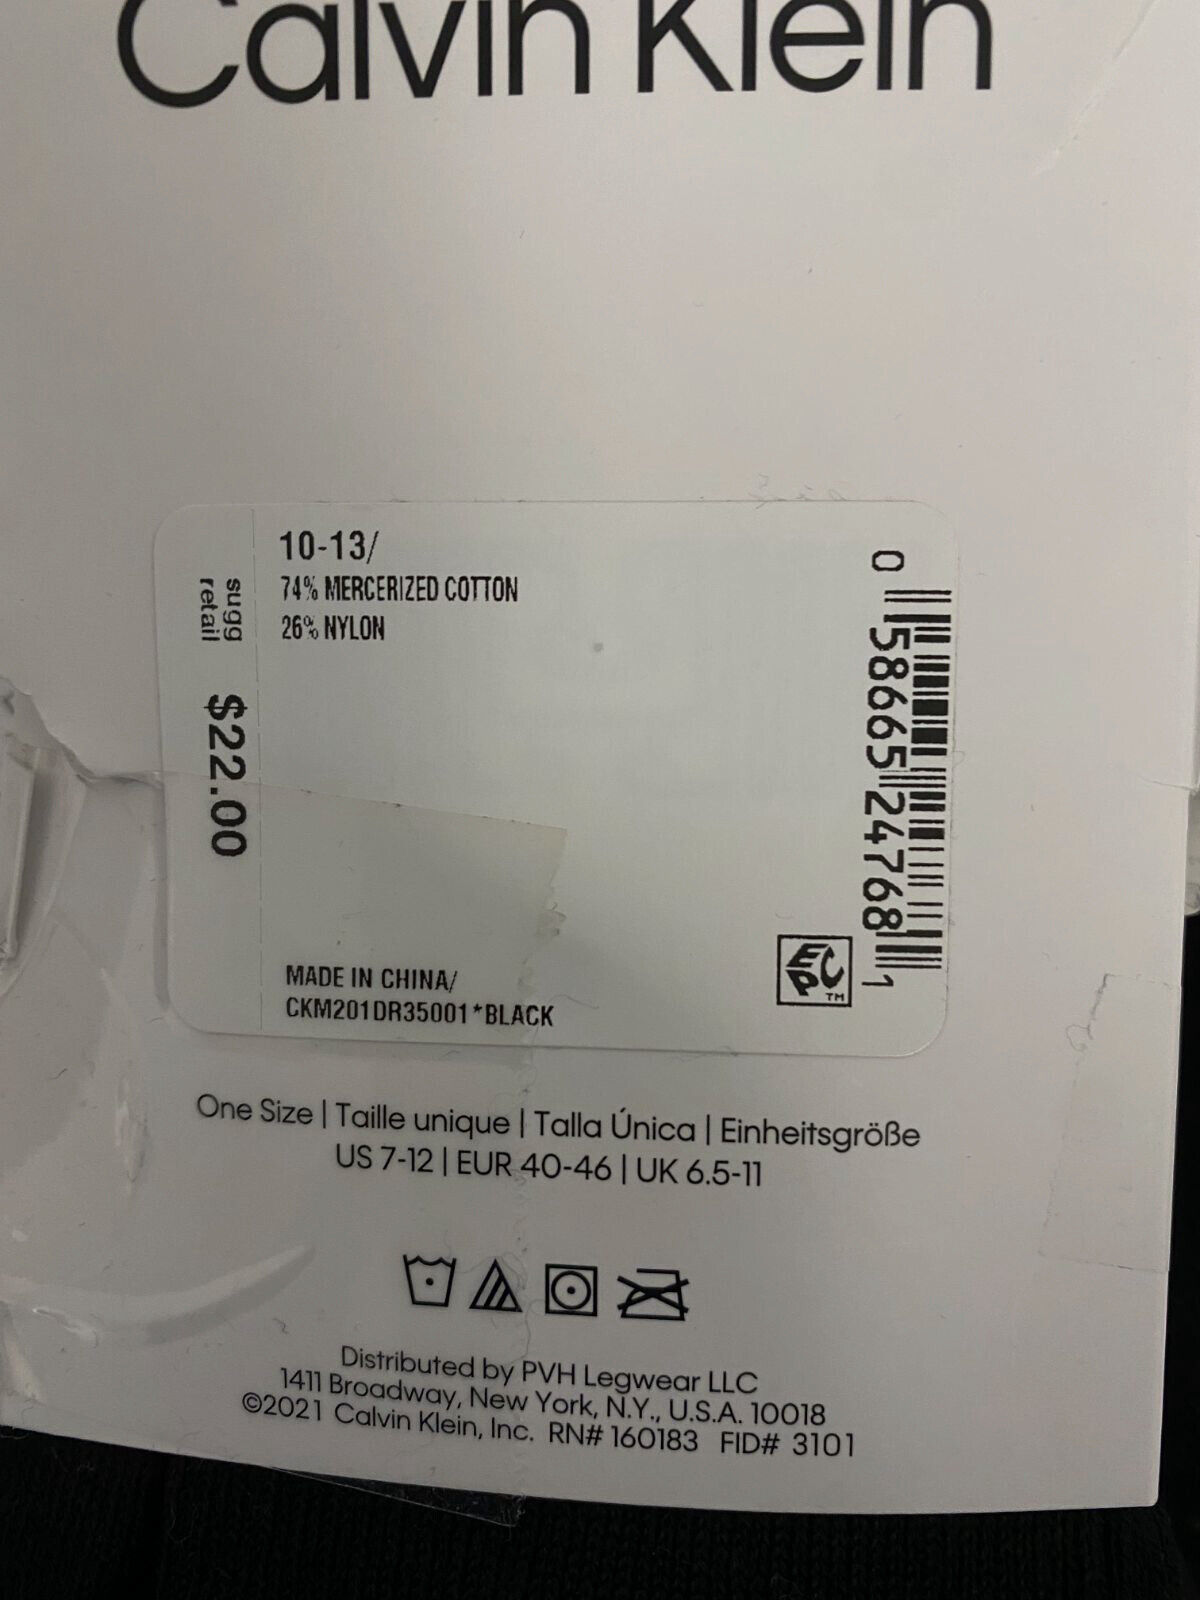 Calvin Klein
10-13/
74% MERCERIZED COTTON
26% NYLON
sugg
retail
$22.00
0 58665 24768 1
MADE IN CHINA/
CKM201DR35001*BLACK
EPC™
One Size | Taille unique | Talla Única | Einheitsgröße
US 7-12 | EUR 40-46 | UK 6.5-11
Distributed by PVH Legwear LLC
1411 Broadway, New York, N.Y., U.S.A. 10018
©2021 Calvin Klein, Inc. RN# 160183 FID# 3101